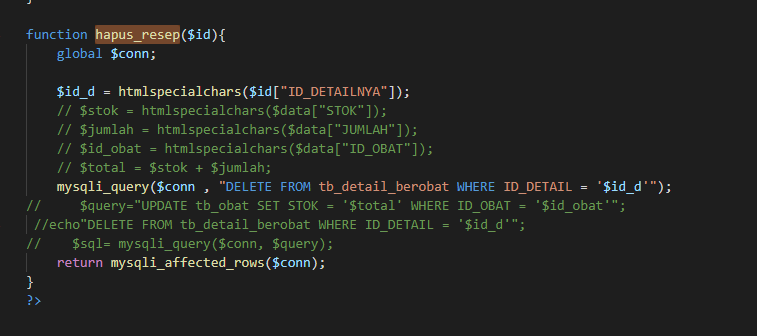 }
function hapus_resep($id){
global $conn;
$id_d = htmlspecialchars($id["ID_DETAILNYA"]);
// $stok = htmlspecialchars($data["STOK"]);
// $jumlah = htmlspecialchars($data["JUMLAH"]);
// $id_obat = htmlspecialchars($data["ID_OBAT"]);
// $total = $stok + $jumlah;
mysqli_query($conn , "DELETE FROM tb_detail_berobat WHERE ID_DETAIL = '$id_d'");
// $query="UPDATE tb_obat SET STOK = '$total' WHERE ID_OBAT = '$id_obat'";
//echo"DELETE FROM tb_detail_berobat WHERE ID_DETAIL = '$id_d'";
// $sql= mysqli_query($conn, $query);
return mysqli_affected_rows($conn);
}
?>